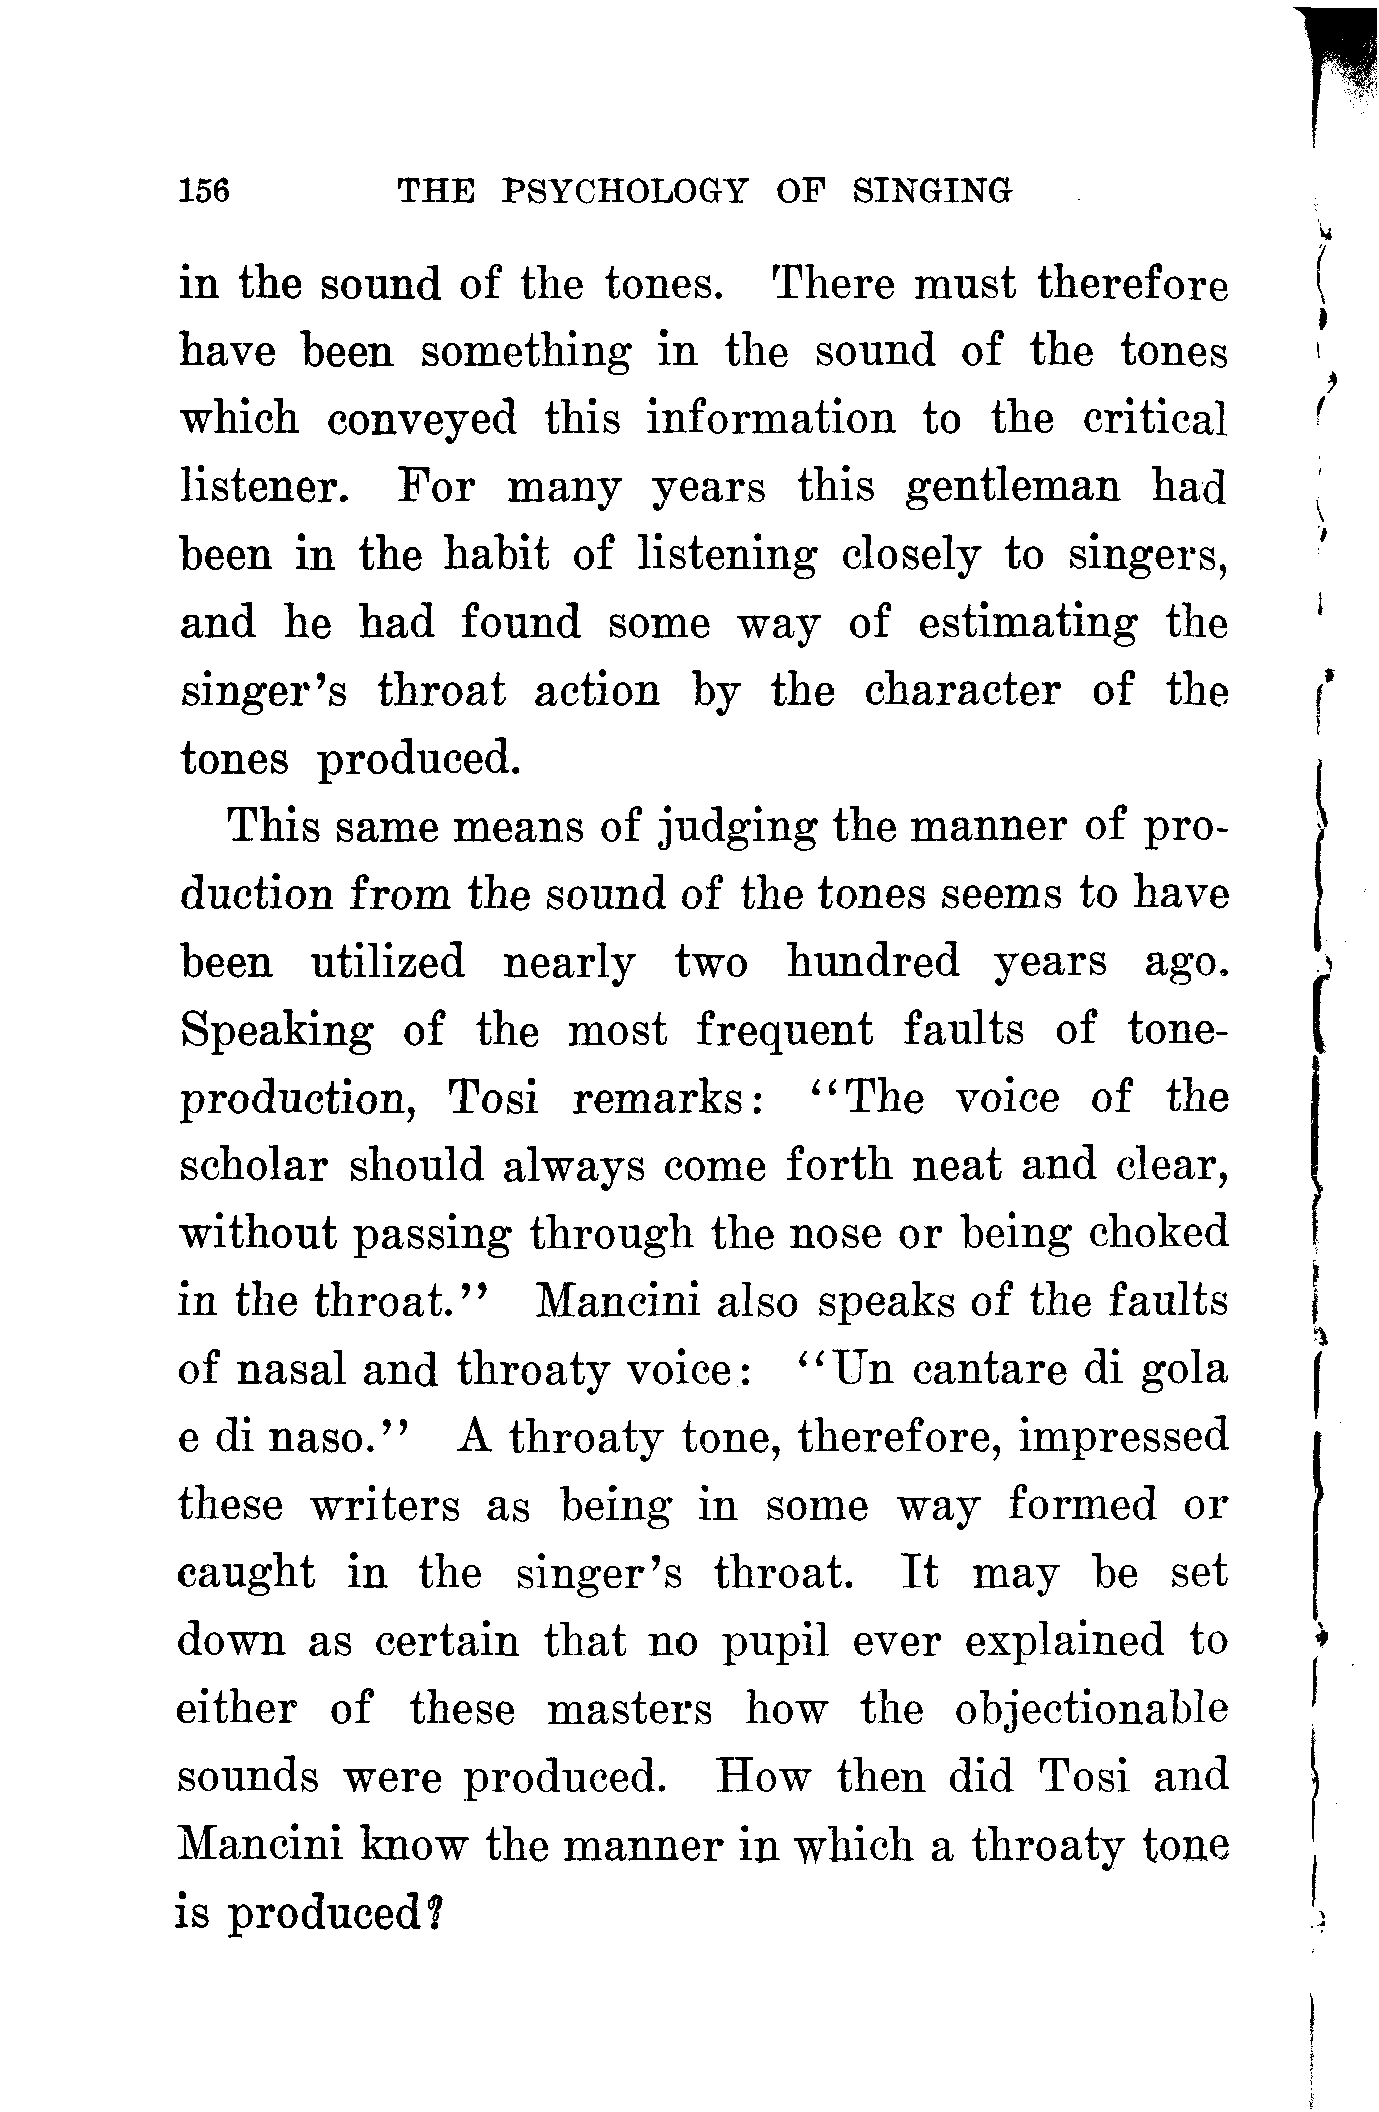 156 THE PSYCHOLOGY OF SINGING
in the sound of the tones. There must therefore
have been something in the sound of the tones
which conveyed this information to the critical
listener. For many years this gentleman had
been in the habit of listening closely to singers,
and he had found some way of estimating the
singer's throat action by the character of the
tones produced.
This same means of judging the manner of pro-
duction from the sound of the tones seems to have
been utilized nearly two hundred years ago.
Speaking of the most frequent faults of tone-
production, Tosi remarks: "The voice of the
scholar should always come forth neat and clear,
without passing through the nose or being choked
in the throat." Mancini also speaks of the faults
of nasal and throaty voice: "Un cantare di gola
e di naso." A throaty tone, therefore, impressed
these writers as being in some way formed or
caught in the singer's throat. It may be set
down as certain that no pupil ever explained to
either of these masters how the objectionable
sounds were produced. How then did Tosi and
Mancini know the manner in which a throaty tone
is produced?